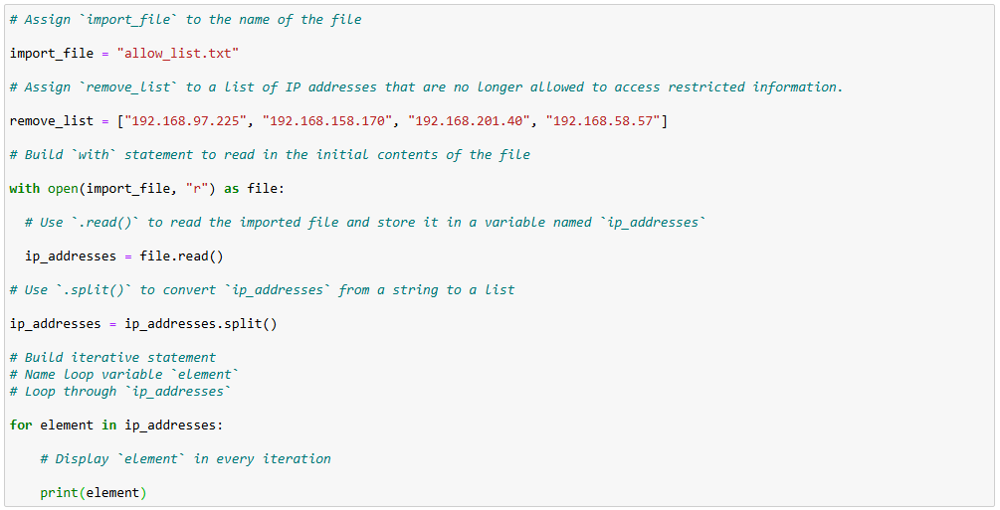 # Assign `import_file` to the name of the file
import_file = "allow_list.txt"
# Assign `remove_list` to a list of IP addresses that are no longer allowed to access restricted information.
remove_list = ["192.168.97.225", "192.168.158.170", "192.168.201.40", "192.168.58.57"]
# Build `with` statement to read in the initial contents of the file
with open(import_file, "r") as file:
  # Use `.read()` to read the imported file and store it in a variable named `ip_addresses`
  ip_addresses = file.read()
# Use `.split()` to convert `ip_addresses` from a string to a list
ip_addresses = ip_addresses.split()
# Build iterative statement
# Name loop variable `element`
# Loop through `ip_addresses`
for element in ip_addresses:
    # Display `element` in every iteration
    print(element)